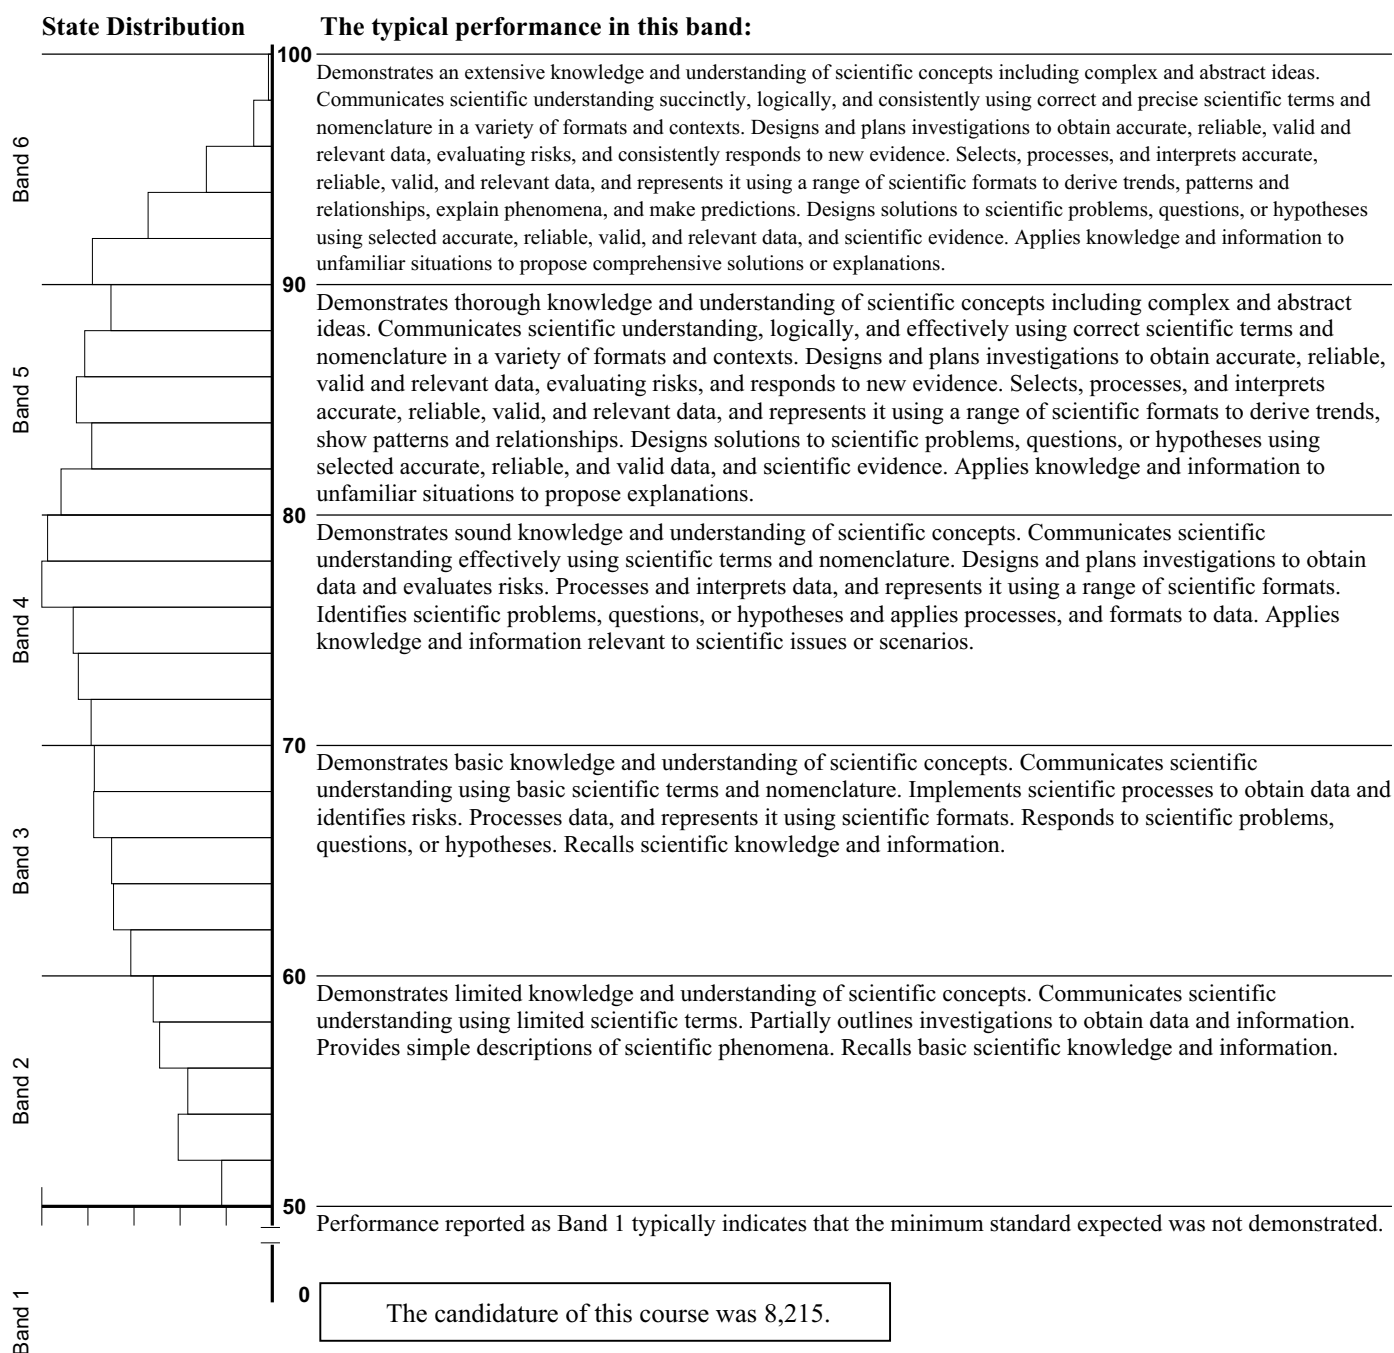 State Distribution
The typical performance in this band:
100
Band 6
Demonstrates an extensive knowledge and understanding of scientific concepts including complex and abstract ideas.
Communicates scientific understanding succinctly, logically, and consistently using correct and precise scientific terms and
nomenclature in a variety of formats and contexts. Designs and plans investigations to obtain accurate, reliable, valid and
relevant data, evaluating risks, and consistently responds to new evidence. Selects, processes, and interprets accurate,
reliable, valid, and relevant data, and represents it using a range of scientific formats to derive trends, patterns and
relationships, explain phenomena, and make predictions. Designs solutions to scientific problems, questions, or hypotheses
using selected accurate, reliable, valid, and relevant data, and scientific evidence. Applies knowledge and information to
unfamiliar situations to propose comprehensive solutions or explanations.
90
Band 5
Demonstrates thorough knowledge and understanding of scientific concepts including complex and abstract
ideas. Communicates scientific understanding, logically, and effectively using correct scientific terms and
nomenclature in a variety of formats and contexts. Designs and plans investigations to obtain accurate, reliable,
valid and relevant data, evaluating risks, and responds to new evidence. Selects, processes, and interprets
accurate, reliable, valid, and relevant data, and represents it using a range of scientific formats to derive trends,
show patterns and relationships. Designs solutions to scientific problems, questions, or hypotheses using
selected accurate, reliable, and valid data, and scientific evidence. Applies knowledge and information to
unfamiliar situations to propose explanations.
80
Band 4
Demonstrates sound knowledge and understanding of scientific concepts. Communicates scientific
understanding effectively using scientific terms and nomenclature. Designs and plans investigations to obtain
data and evaluates risks. Processes and interprets data, and represents it using a range of scientific formats.
Identifies scientific problems, questions, or hypotheses and applies processes, and formats to data. Applies
knowledge and information relevant to scientific issues or scenarios.
70
Band 3
Demonstrates basic knowledge and understanding of scientific concepts. Communicates scientific
understanding using basic scientific terms and nomenclature. Implements scientific processes to obtain data and
identifies risks. Processes data, and represents it using scientific formats. Responds to scientific problems,
questions, or hypotheses. Recalls scientific knowledge and information.
60
Band 2
Demonstrates limited knowledge and understanding of scientific concepts. Communicates scientific
understanding using limited scientific terms. Partially outlines investigations to obtain data and information.
Provides simple descriptions of scientific phenomena. Recalls basic scientific knowledge and information.
50
Performance reported as Band 1 typically indicates that the minimum standard expected was not demonstrated.
0
Band 1
The candidature of this course was 8,215.